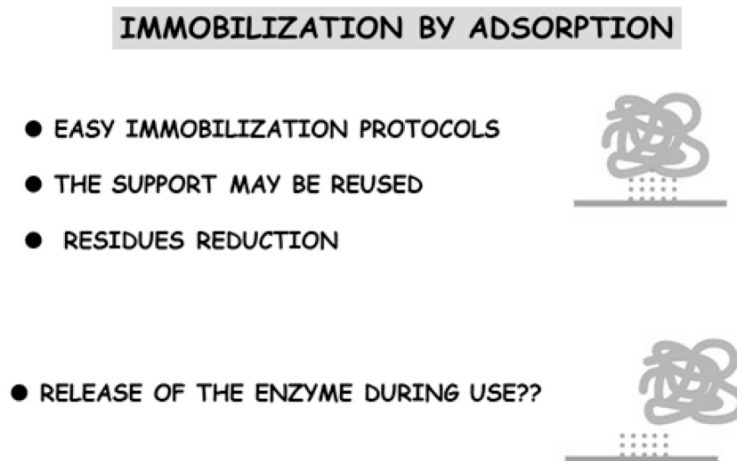 IMMOBILIZATION BY ADSORPTION
● EASY IMMOBILIZATION PROTOCOLS
● THE SUPPORT MAY BE REUSED
● RESIDUES REDUCTION
● RELEASE OF THE ENZYME DURING USE??